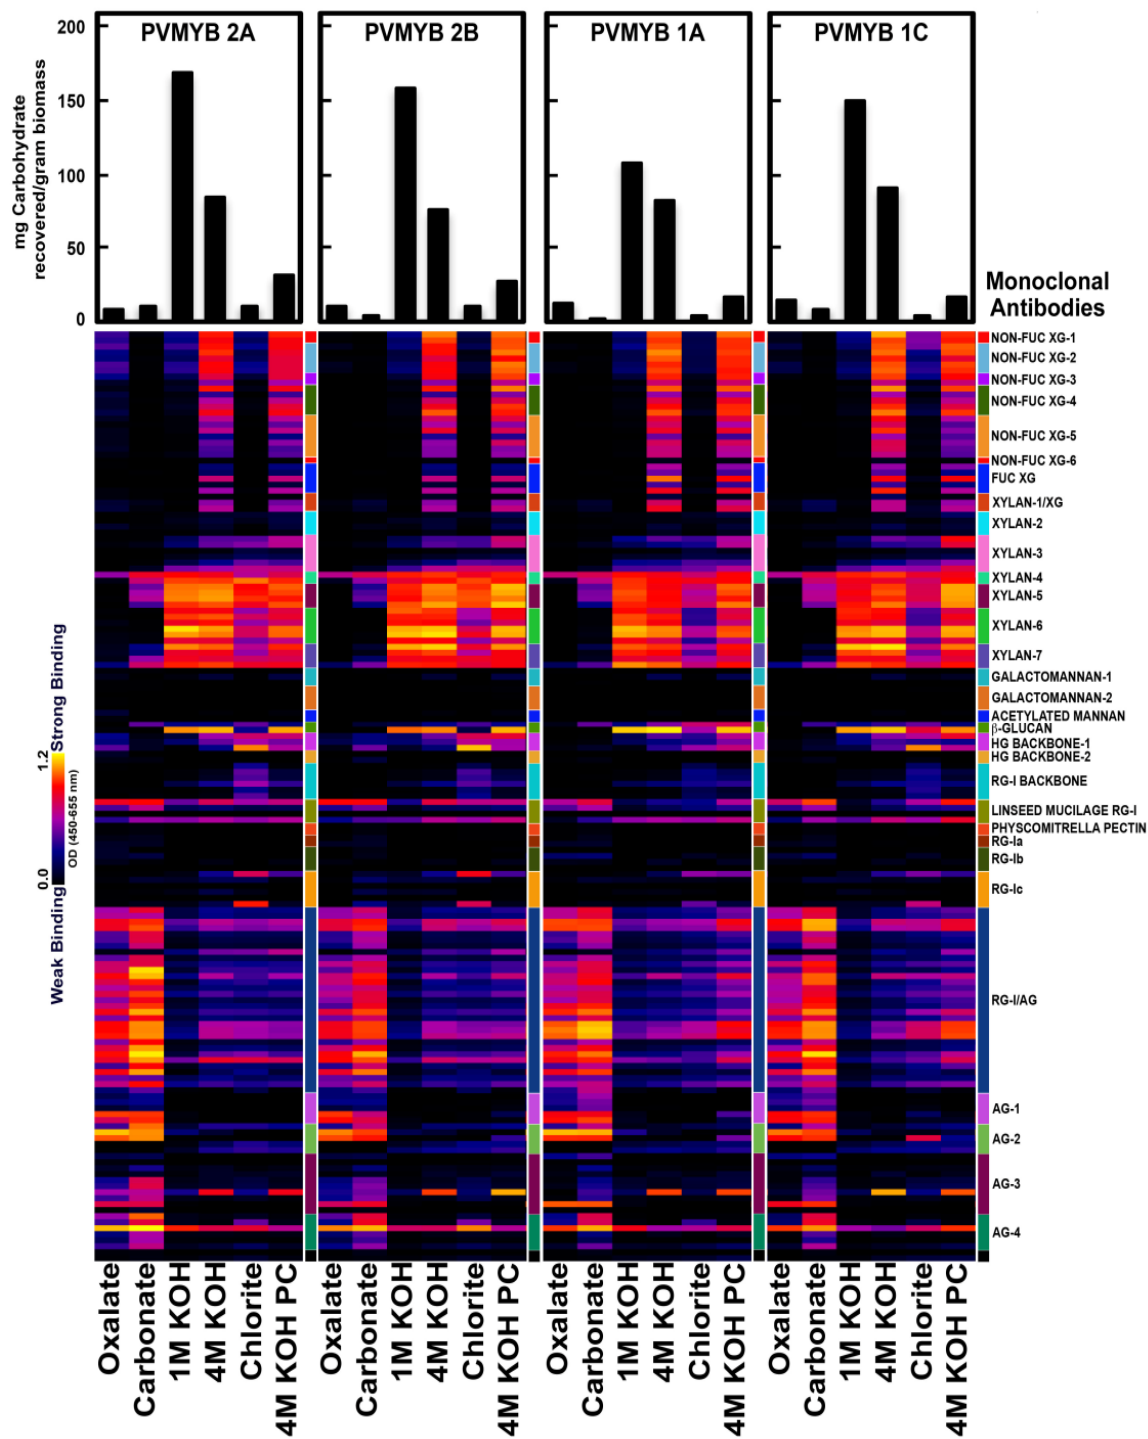 PVMYB 2A
PVMYB 2B
PVMYB 1A
PVMYB 1C
mg Carbohydrate
recovered/gram biomass
200
150
100
50
0
Monoclonal
Antibodies
NON-FUC XG-1
NON-FUC XG-2
NON-FUC XG-3
NON-FUC XG-4
NON-FUC XG-5
NON-FUC XG-6
FUC XG
XYLAN-1/XG
XYLAN-2
XYLAN-3
XYLAN-4
XYLAN-5
XYLAN-6
XYLAN-7
GALACTOMANNAN-1
GALACTOMANNAN-2
ACETYLATED MANNAN
β-GLUCAN
HG BACKBONE-1
HG BACKBONE-2
RG-I BACKBONE
LINSEED MUCILAGE RG-I
PHYSCOMITRELLA PECTIN
RG-Ia
RG-Ib
RG-Ic
RG-I/AG
AG-1
AG-2
AG-3
AG-4
Weak Binding
Strong Binding
0.0
1.2
OD (450-655 nm)
Oxalate
Carbonate
1M KOH
4M KOH
Chlorite
4M KOH PC
Oxalate
Carbonate
1M KOH
4M KOH
Chlorite
4M KOH PC
Oxalate
Carbonate
1M KOH
4M KOH
Chlorite
4M KOH PC
Oxalate
Carbonate
1M KOH
4M KOH
Chlorite
4M KOH PC